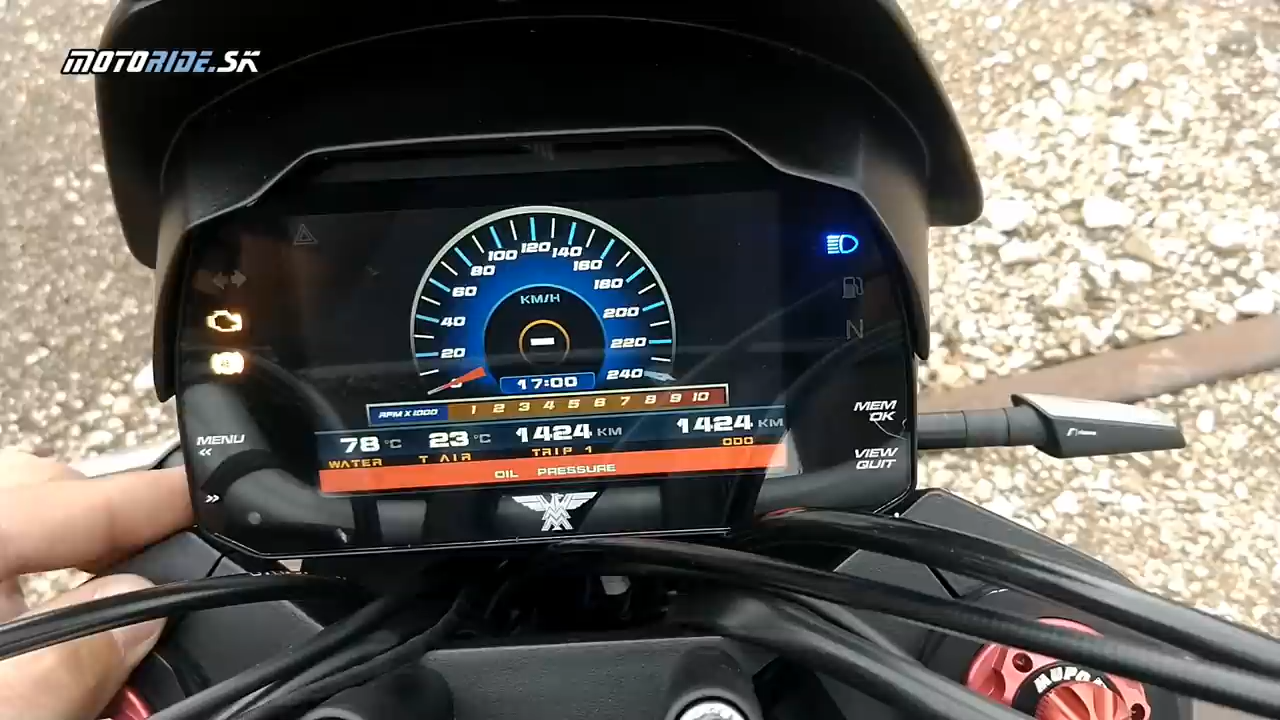 MOTORIDE.SK
100 120 140
80 160
60 180
KM/H
40 200
20 220
0 240
17:00
RPM X 1000 1 2 3 4 5 6 7 8 9 10
78 °C 23 °C 1424 KM 1424 KM
WATER T AIR TRIP 1 ODO
OIL PRESSURE
MENU
«
»
N
MEM
OK
VIEW
QUIT
MUPO